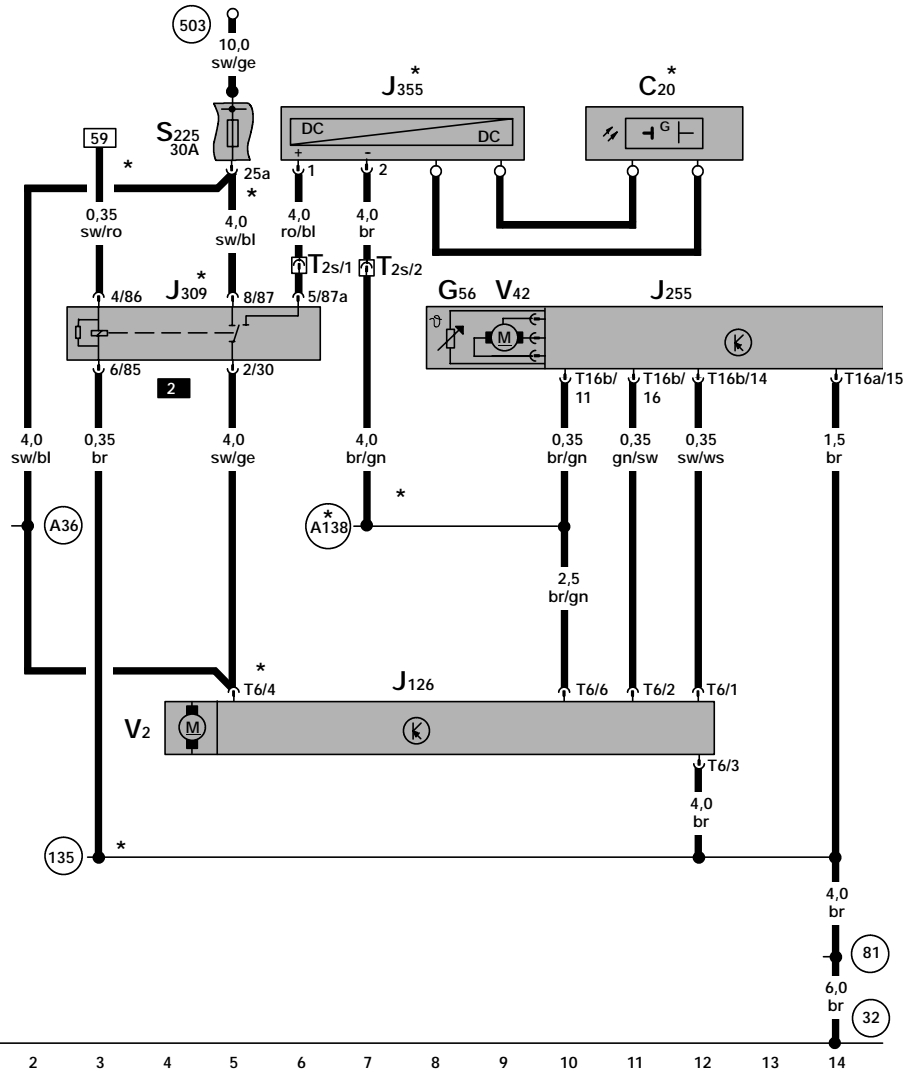 503
10,0
sw/ge
J355*
C20*
DC
DC
G
S225
30A
+
-
59
*
25a
*
1
2
0,35
sw/ro
4,0
sw/bl
4,0
ro/bl
4,0
br
T2s/1
T2s/2
J309*
G56
V42
J255
4/86
8/87
5/87a
ϑ
M
6/85
2
2/30
T16b/
11
T16b/
16
T16b/14
T16a/15
4,0
sw/bl
0,35
br
4,0
sw/ge
4,0
br/gn
0,35
br/gn
0,35
gn/sw
0,35
sw/ws
1,5
br
*
A36
*
A138
2,5
br/gn
*
T6/4
J126
T6/6
T6/2
T6/1
V2
M
T6/3
4,0
br
135
*
4,0
br
81
6,0
br
32
2 3 4 5 6 7 8 9 10 11 12 13 14